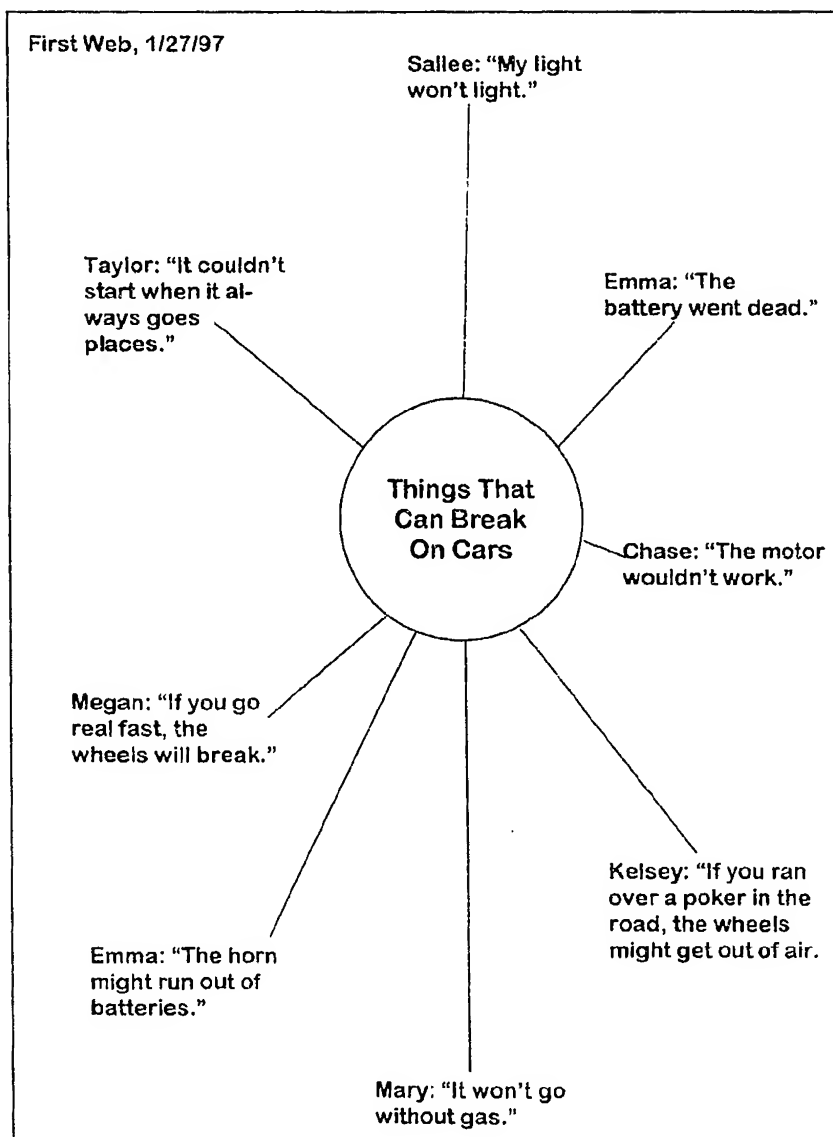 First Web, 1/27/97
Sallee: “My light
won't light.”
Taylor: “It couldn't
start when it al-
ways goes
places.”
Emma: “The
battery went dead.”
Things That
Can Break
On Cars
Chase: “The motor
wouldn't work.”
Megan: “If you go
real fast, the
wheels will break.”
Kelsey: “If you ran
over a poker in the
road, the wheels
might get out of air.
Emma: “The horn
might run out of
batteries.”
Mary: “It won't go
without gas.”